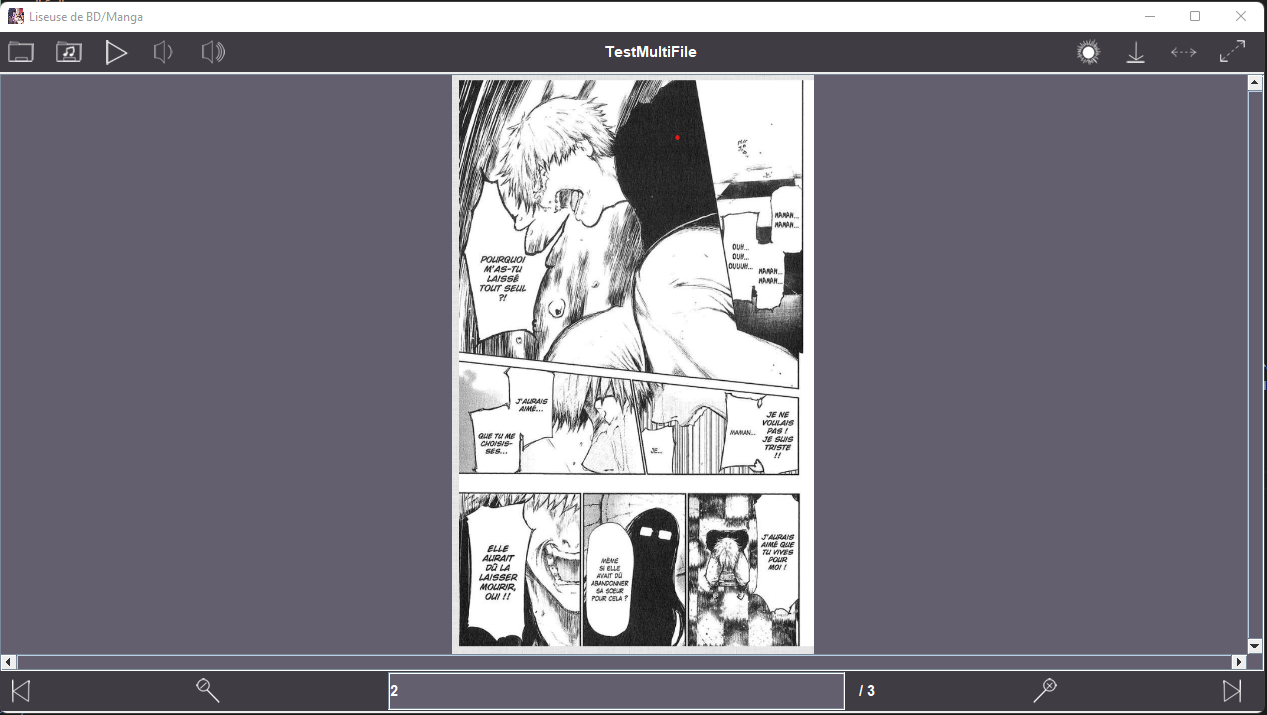 Liseuse de BD/Manga
TestMultiFile
MAMAN...
MAMAN...
OUH...
OUH...
OUUUH...
MAMAN...
MAMAN...
POURQUOI
M'AS-TU
LAISSÉ
TOUT SEUL
?!
JE NE
VOULAIS
PAS !
JE SUIS
TRISTE
!!
MAMAN...
JE...
J'AURAIS
AIMÉ...
QUE TU ME
CHOISIS-
SES...
J'AURAIS
AIMÉ QUE
TU VIVES
POUR
MOI !
MÊME
SI ELLE
AVAIT DÛ
ABANDONNER
SA SŒUR
POUR CELA ?
ELLE
AURAIT
DÛ LA
LAISSER
MOURIR,
OUI !!
2
/ 3